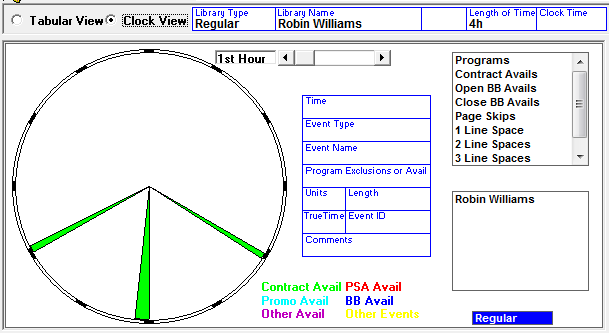 Tabular View Clock View
Library Type Library Name Length of Time Clock Time
Regular Robin Williams 4h
1st Hour
Time
Event Type
Event Name
Program Exclusions or Avail
Units Length
TrueTime Event ID
Comments
Contract Avail PSA Avail
Promo Avail BB Avail
Other Avail Other Events
Programs
Contract Avails
Open BB Avails
Close BB Avails
Page Skips
1 Line Space
2 Line Spaces
3 Line Spaces
Robin Williams
Regular